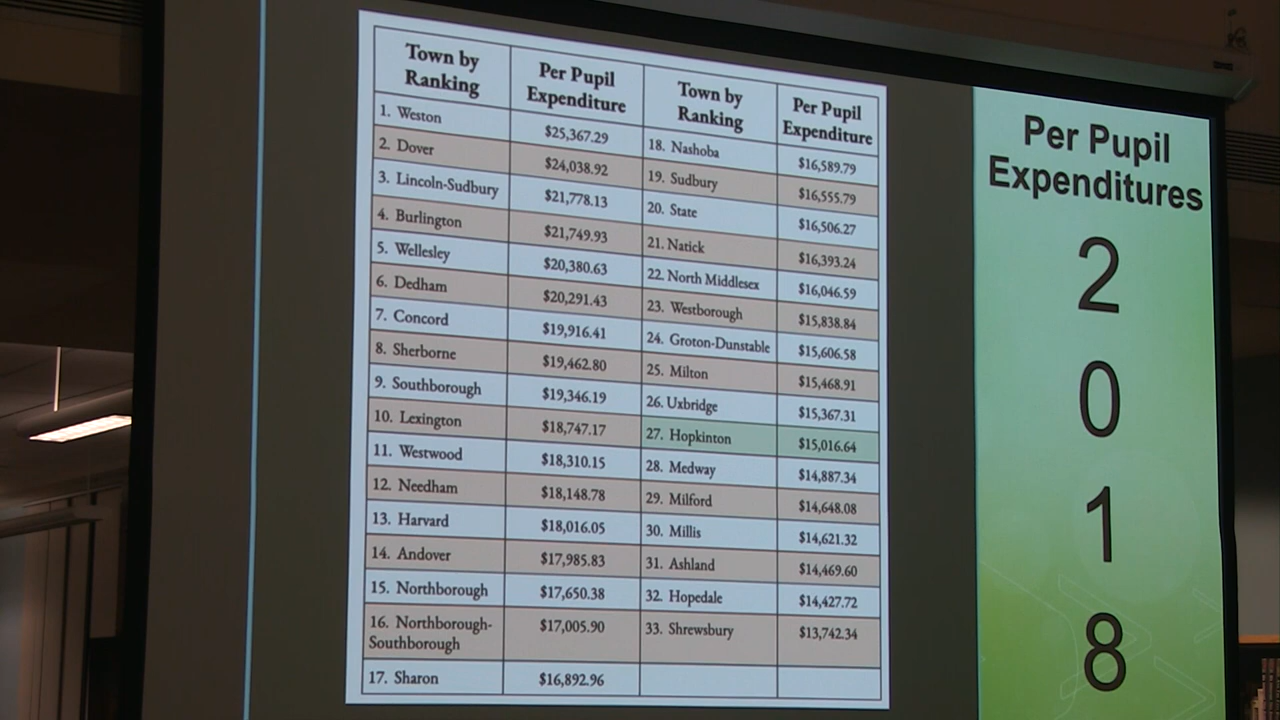 Town by
Ranking
Per Pupil
Expenditure
Town by
Ranking
Per Pupil
Expenditure
1. Weston
$25,367.29
18. Nashoba
$16,589.79
2. Dover
$24,038.92
19. Sudbury
$16,555.79
3. Lincoln-Sudbury
$21,778.13
20. State
$16,506.27
4. Burlington
$21,749.93
21. Natick
$16,393.24
5. Wellesley
$20,380.63
22. North Middlesex
$16,046.59
6. Dedham
$20,291.43
23. Westborough
$15,838.84
7. Concord
$19,916.41
24. Groton-Dunstable
$15,606.58
8. Sherborne
$19,462.80
25. Milton
$15,468.91
9. Southborough
$19,346.19
26. Uxbridge
$15,367.31
10. Lexington
$18,747.17
27. Hopkinton
$15,016.64
11. Westwood
$18,310.15
28. Medway
$14,887.34
12. Needham
$18,148.78
29. Milford
$14,648.08
13. Harvard
$18,016.05
30. Millis
$14,621.32
14. Andover
$17,985.83
31. Ashland
$14,469.60
15. Northborough
$17,650.38
32. Hopedale
$14,427.72
16. Northborough-
Southborough
$17,005.90
33. Shrewsbury
$13,742.34
17. Sharon
$16,892.96
Per Pupil
Expenditures
2
0
1
8